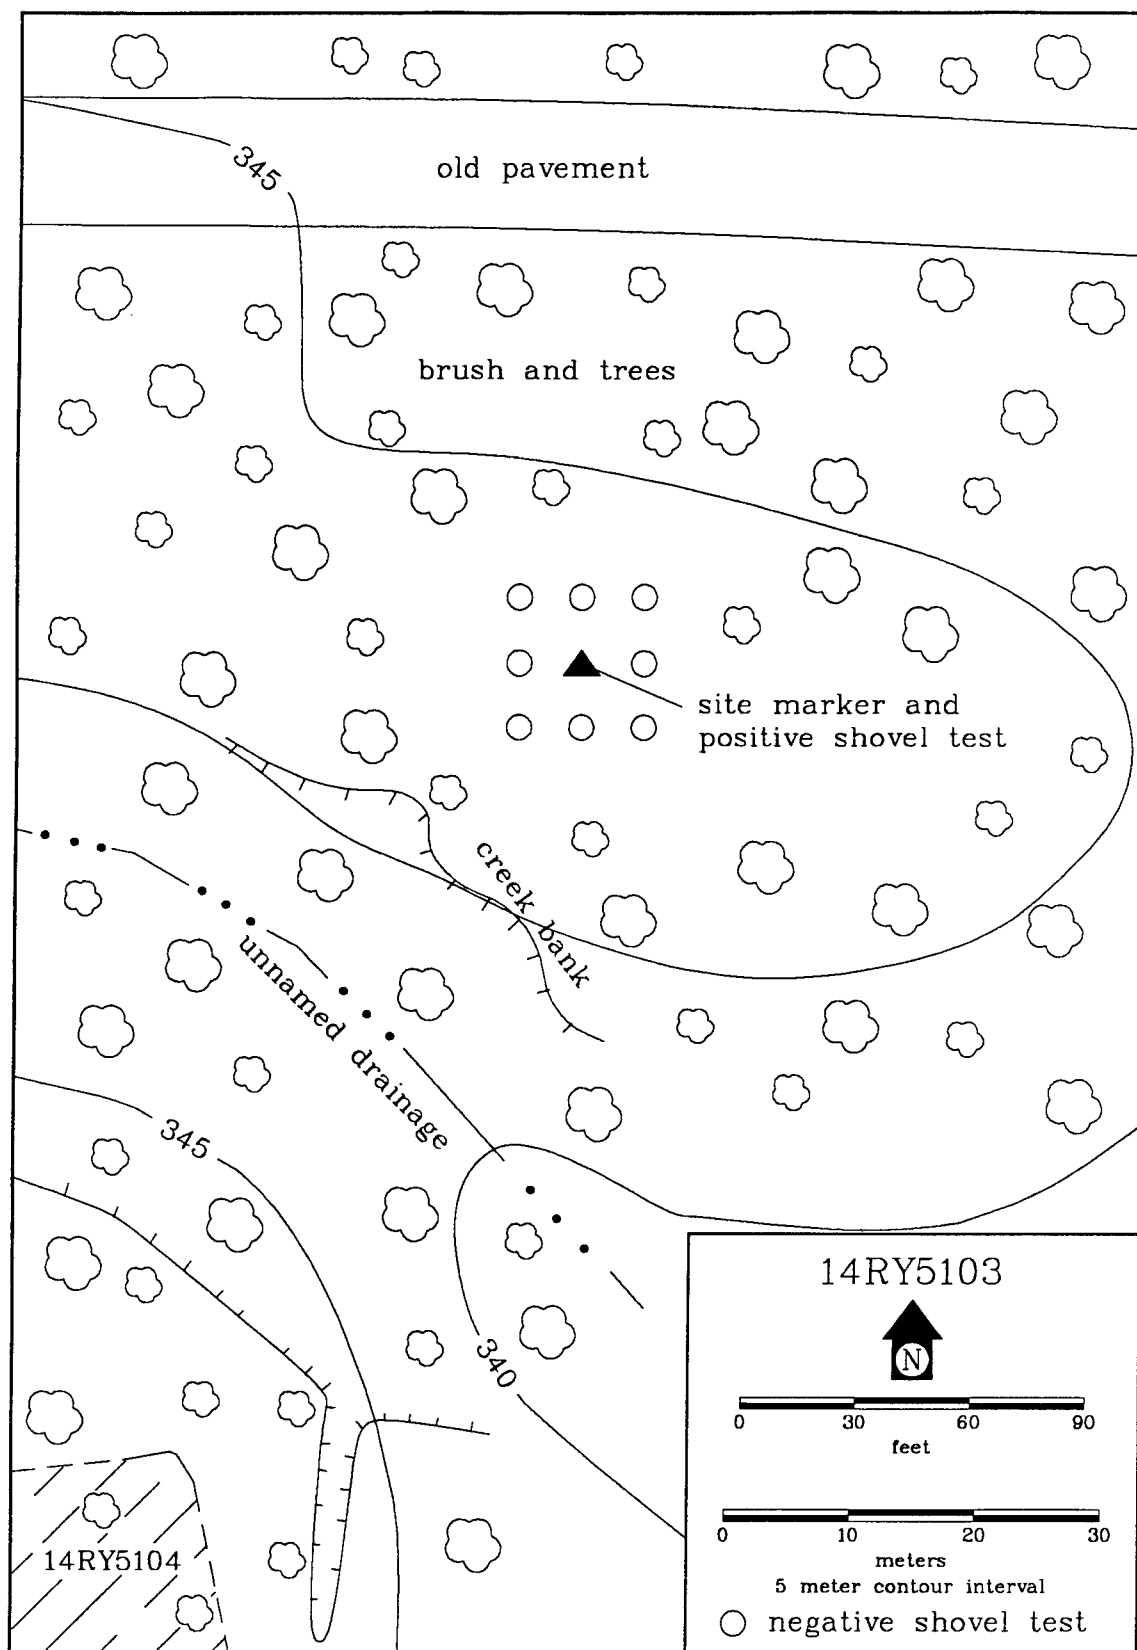 345
old pavement
brush and trees
site marker and
positive shovel test
creek bank
unnamed drainage
345
340
14RY5104
14RY5103
N
0 30 60 90
feet
0 10 20 30
meters
5 meter contour interval
negative shovel test